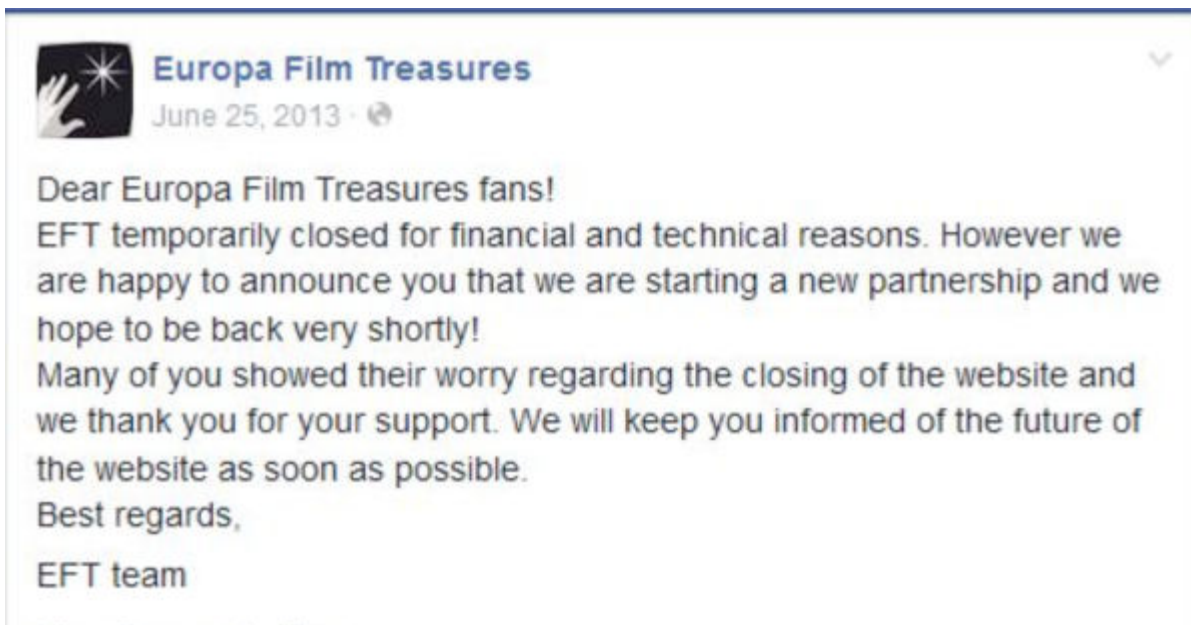 Europa Film Treasures
June 25, 2013 ·
Dear Europa Film Treasures fans!
EFT temporarily closed for financial and technical reasons. However we
are happy to announce you that we are starting a new partnership and we
hope to be back very shortly!
Many of you showed their worry regarding the closing of the website and
we thank you for your support. We will keep you informed of the future of
the website as soon as possible.
Best regards,
EFT team